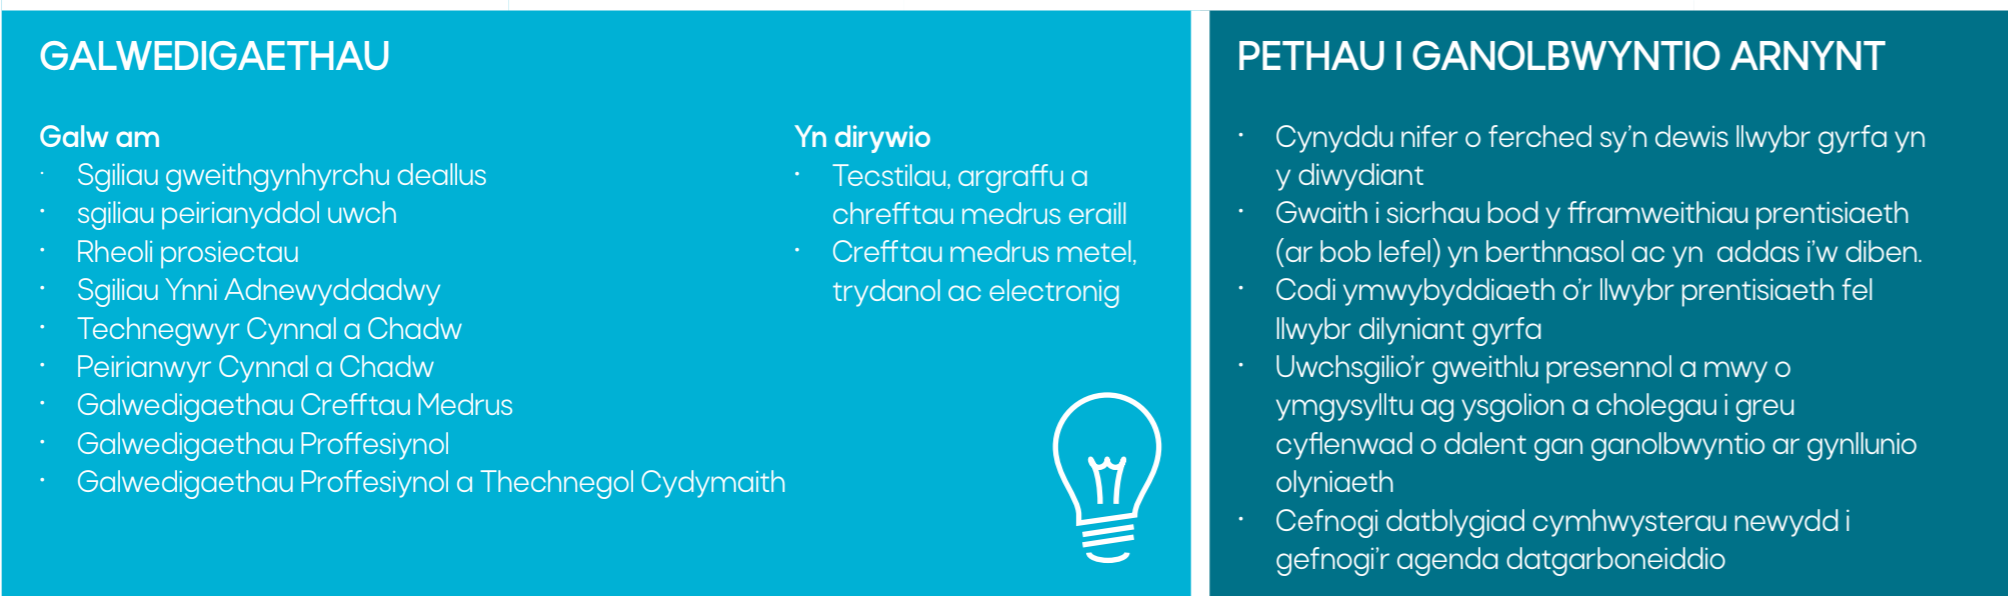 GALWEDIGAETHAU
Galw am
· Sgiliau gweithgynhyrchu deallus
· sgiliau peirianyddol uwch
· Rheoli prosiectau
· Sgiliau Ynni Adnewyddadwy
· Technegwyr Cynnal a Chadw
· Peirianwyr Cynnal a Chadw
· Galwedigaethau Crefftau Medrus
· Galwedigaethau Proffesiynol
· Galwedigaethau Proffesiynol a Thechnegol Cydymaith
Yn dirywio
· Tecstilau, argraffu a
chrefftau medrus eraill
· Crefftau medrus metel,
trydanol ac electronig
PETHAU I GANOLBWYNTIO ARNYNT
· Cynyddu nifer o ferched sy'n dewis llwybr gyrfa yn
y diwydiant
· Gwaith i sicrhau bod y fframweithiau prentisiaeth
(ar bob lefel) yn berthnasol ac yn  addas i'w diben.
· Codi ymwybyddiaeth o'r llwybr prentisiaeth fel
llwybr dilyniant gyrfa
· Uwchsgilio'r gweithlu presennol a mwy o
ymgysylltu ag ysgolion a cholegau i greu
cyflenwad o dalent gan ganolbwyntio ar gynllunio
olyniaeth
· Cefnogi datblygiad cymhwysterau newydd i
gefnogi'r agenda datgarboneiddio